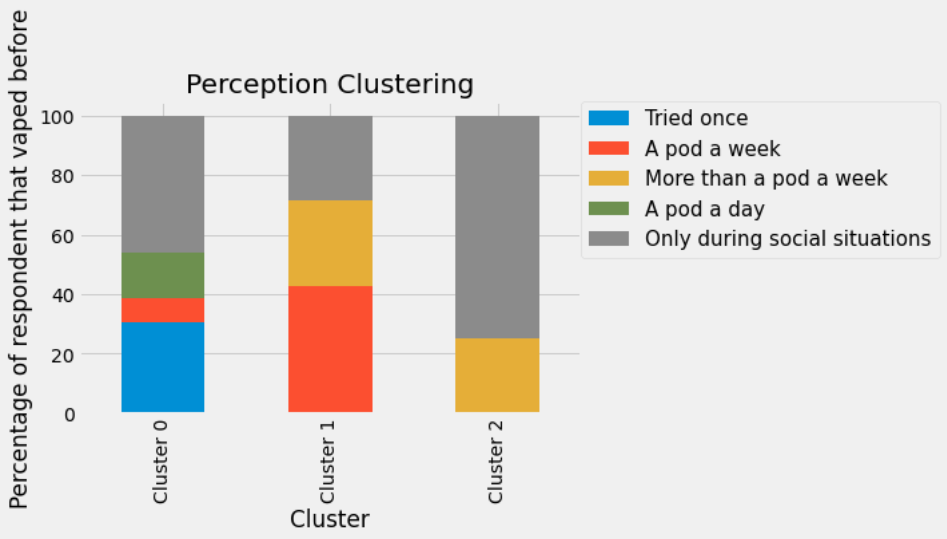 Perception Clustering
Percentage of respondent that vaped before
100
80
60
40
20
0
Cluster 0
Cluster 1
Cluster 2
Cluster
Tried once
A pod a week
More than a pod a week
A pod a day
Only during social situations